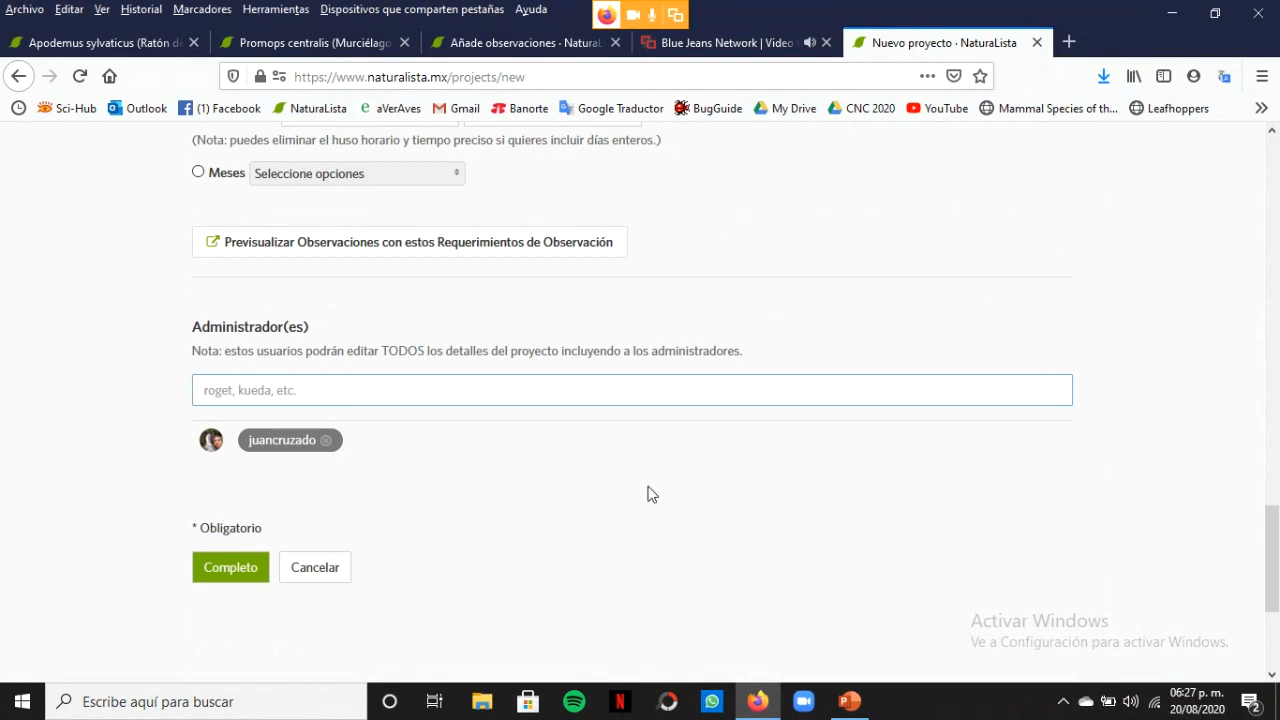 Archivo Editar Ver Historial Marcadores Herramientas Dispositivos que comparten pestañas Ayuda
Apodemus sylvaticus (Ratón de Promops centralis (Murciélago Añade observaciones · Natural Blue Jeans Network | Video Nuevo proyecto · NaturaLista
https://www.naturalista.mx/projects/new
Sci-Hub Outlook (1) Facebook NaturaLista aVerAves Gmail Banorte Google Traductor BugGuide My Drive CNC 2020 YouTube Mammal Species of th... Leafhoppers
(Nota: puedes eliminar el huso horario y tiempo preciso si quieres incluir días enteros.)
Meses Seleccione opciones
Previsualizar Observaciones con estos Requerimientos de Observación
Administrador(es)
Nota: estos usuarios podrán editar TODOS los detalles del proyecto incluyendo a los administradores.
roget, kueda, etc.
juancruzado
* Obligatorio
Completo Cancelar
Activar Windows
Ve a Configuración para activar Windows.
Escribe aquí para buscar
06:27 p. m.
20/08/2020
2